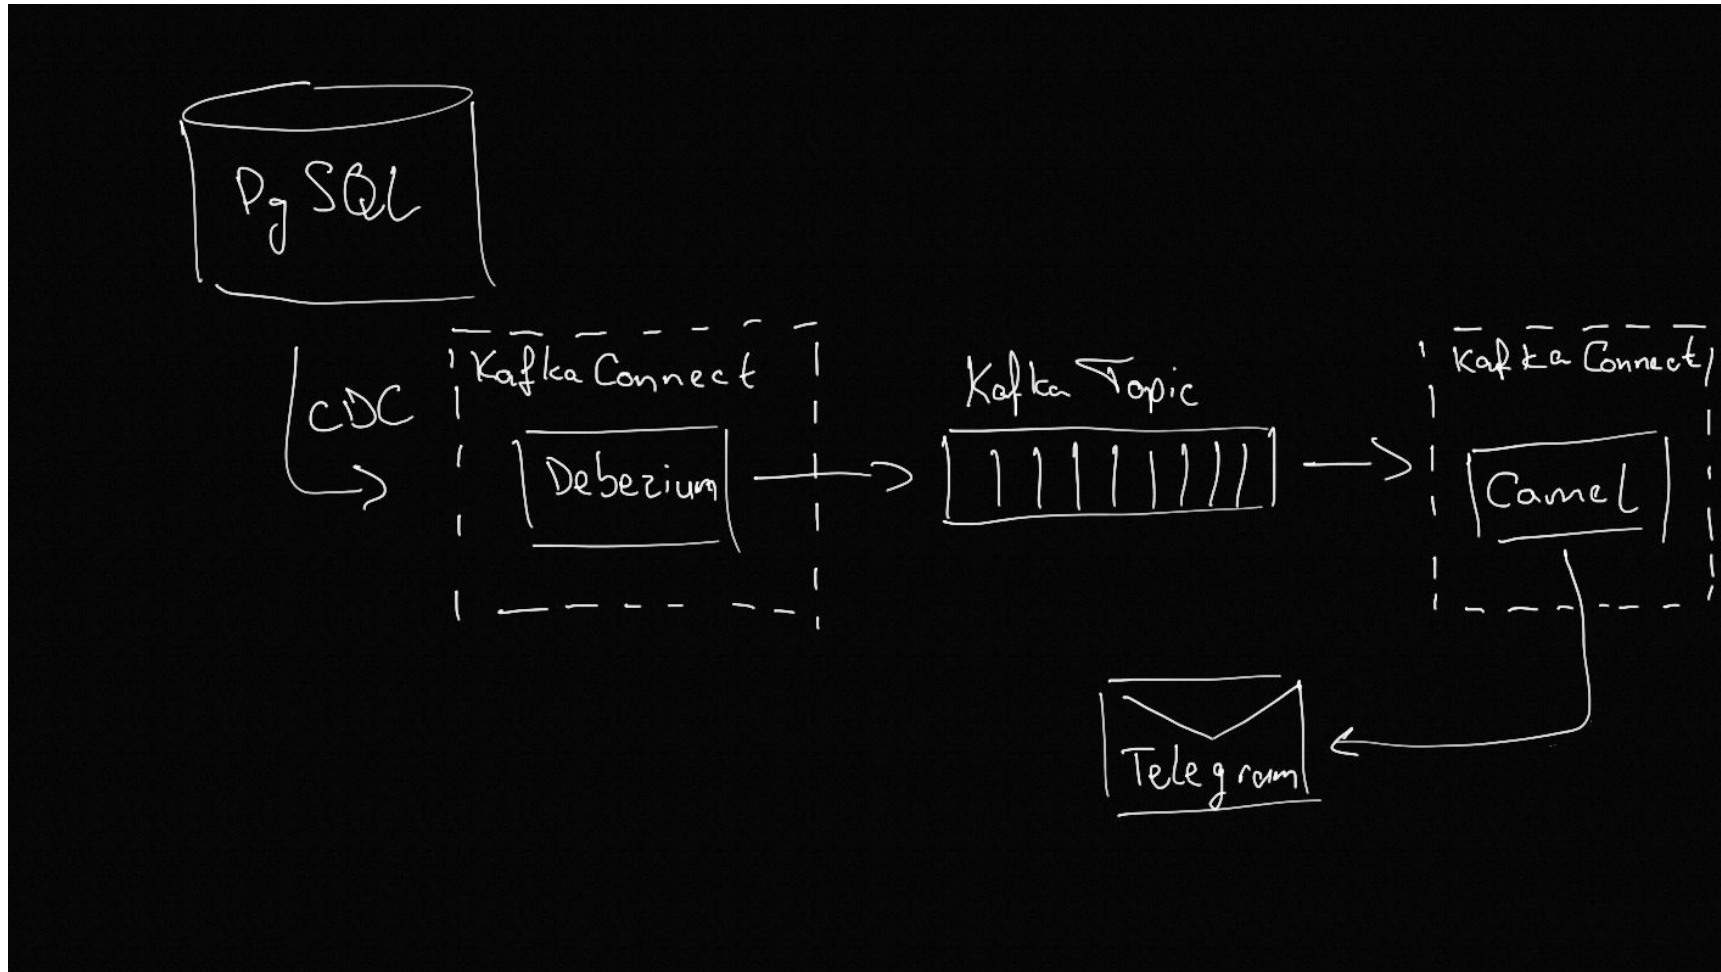 PgSQL
CDC
Kafka Connect
Debezium
Kafka Topic
Kafka Connect
Camel
Telegram